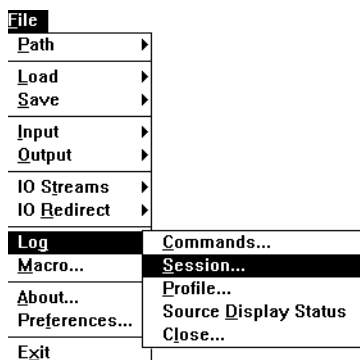 File
Path
Load
Save
Input
Output
IO Streams
IO Redirect
Log
Macro...
About...
Preferences...
Exit
Commands...
Session...
Profile...
Source Display Status
Close...